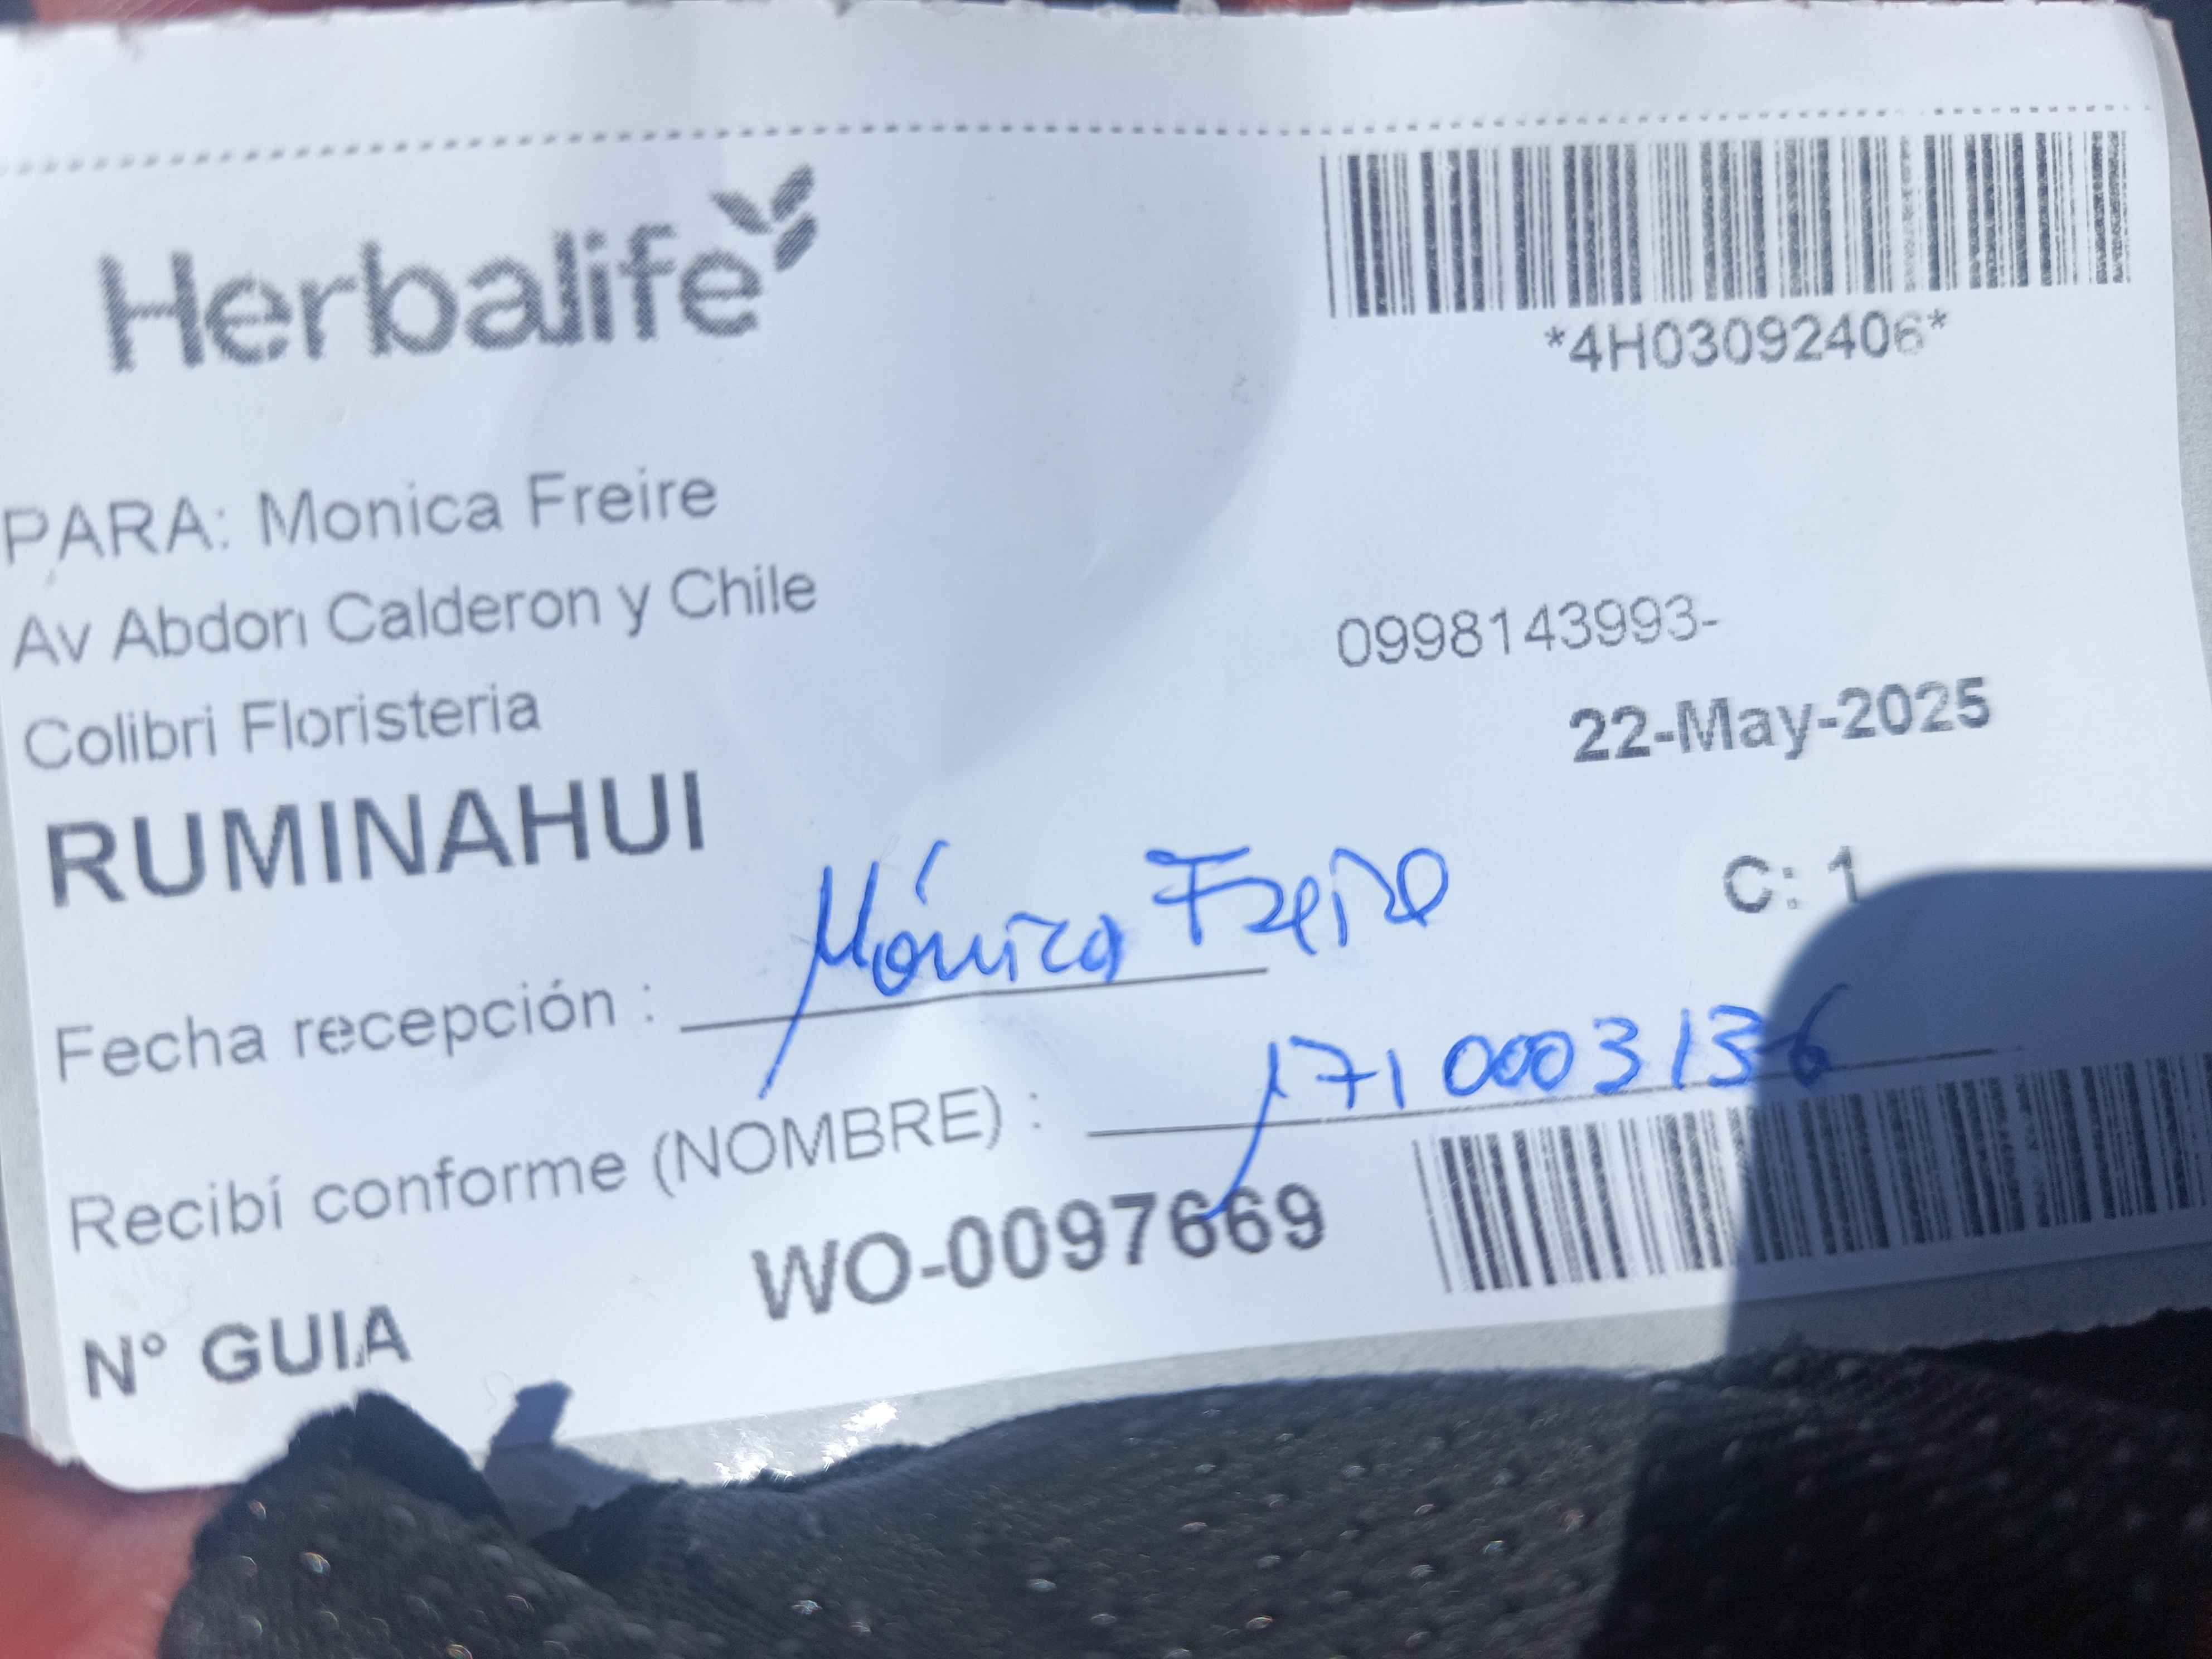 Herbalife
*4H03092406*
PARA: Monica Freire
Av Abdon Calderon y Chile
0998143993-
Colibri Floristeria
22-May-2025
RUMINAHUI
C: 1
Fecha recepción : Mónica Freire
Recibí conforme (NOMBRE) : 1710003136
N° GUIA WO-0097669